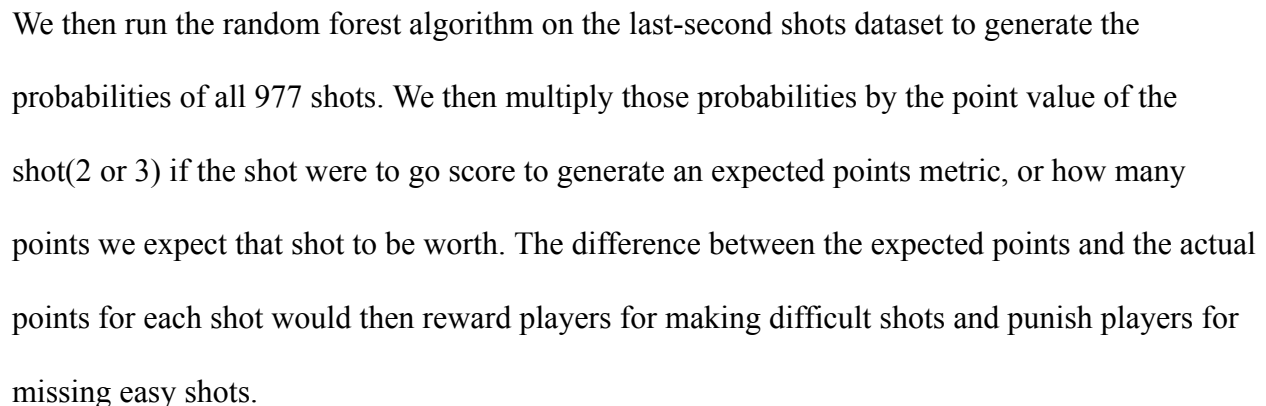 We then run the random forest algorithm on the last-second shots dataset to generate the
probabilities of all 977 shots. We then multiply those probabilities by the point value of the
shot(2 or 3) if the shot were to go score to generate an expected points metric, or how many
points we expect that shot to be worth. The difference between the expected points and the actual
points for each shot would then reward players for making difficult shots and punish players for
missing easy shots.